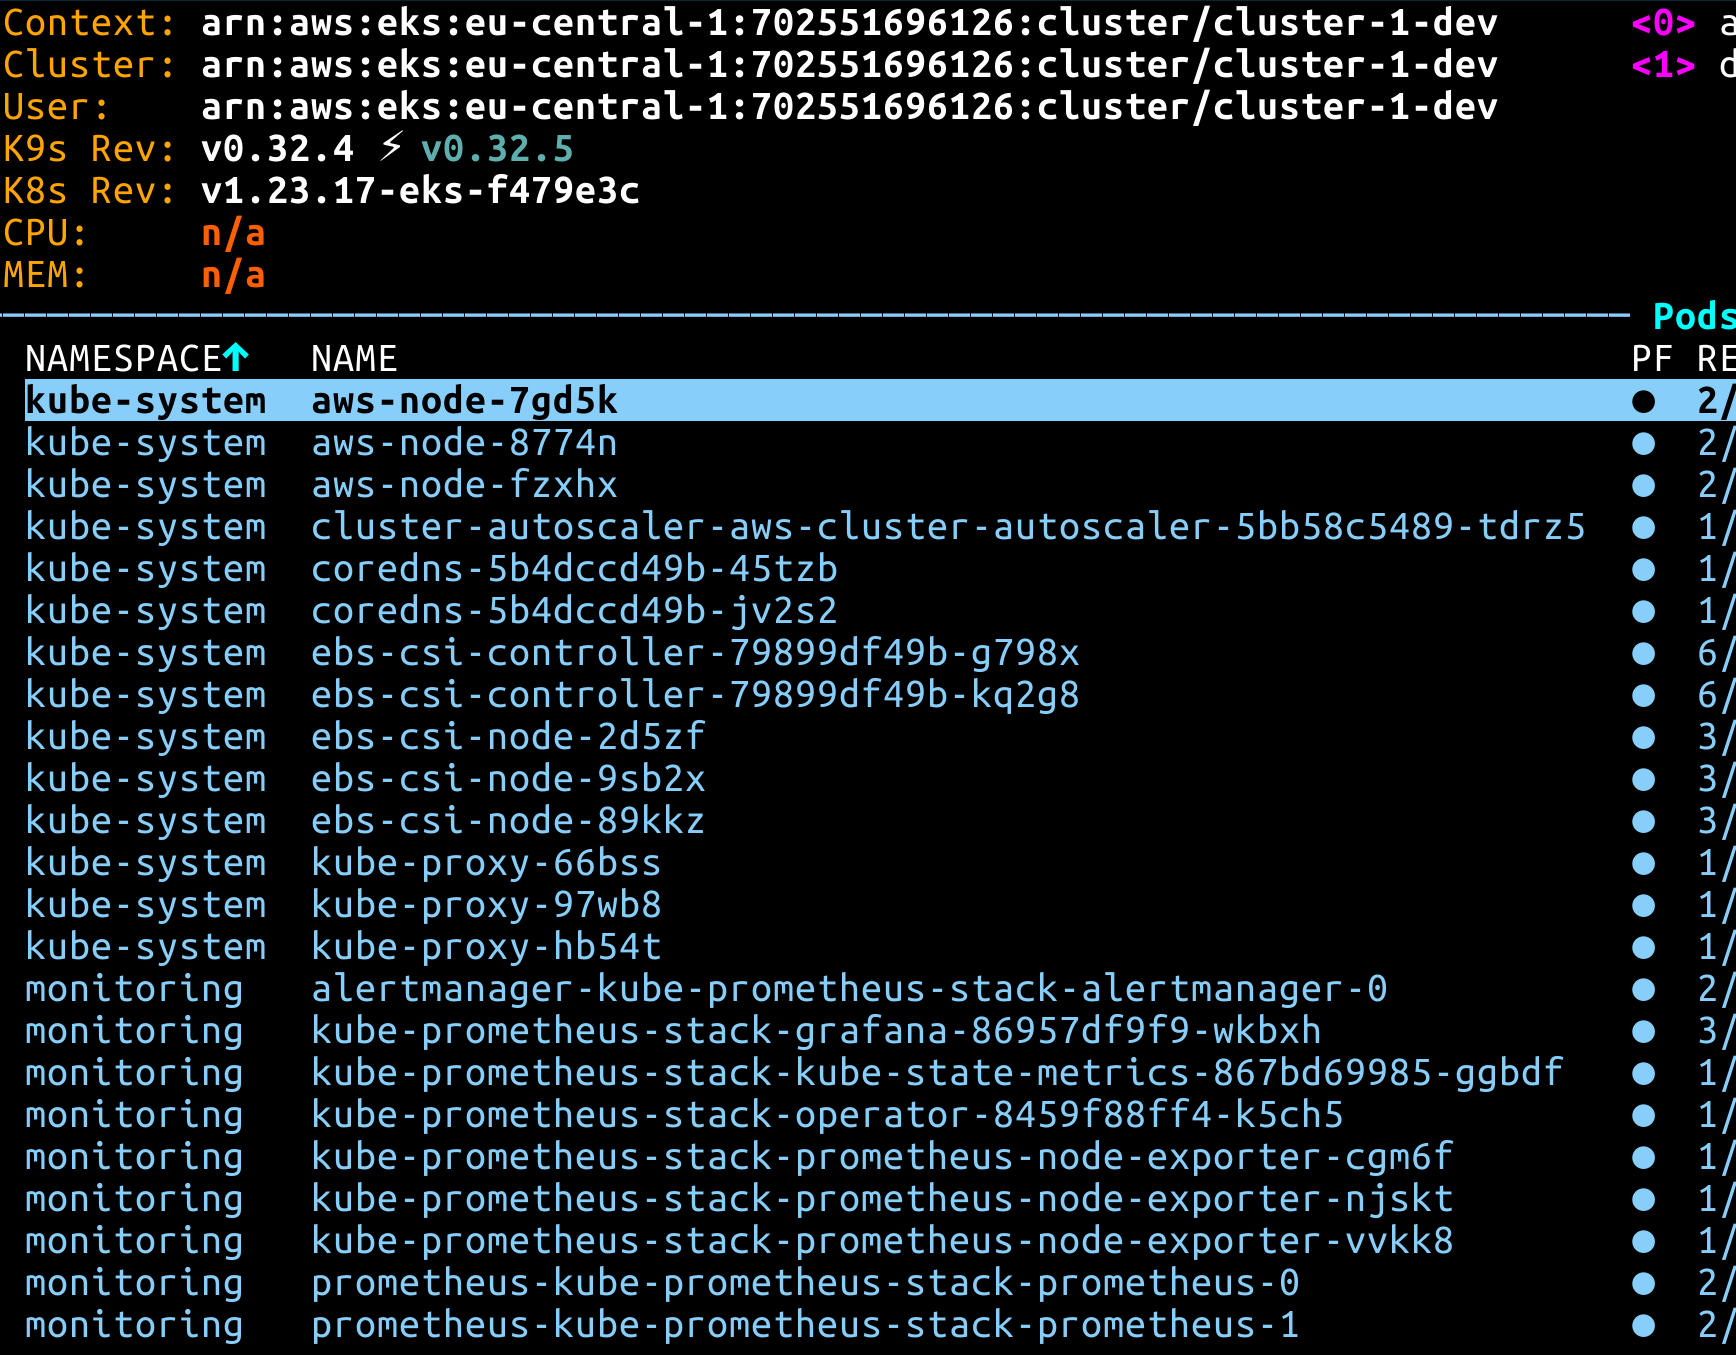 Context: arn:aws:eks:eu-central-1:702551696126:cluster/cluster-1-dev <0> a
Cluster: arn:aws:eks:eu-central-1:702551696126:cluster/cluster-1-dev <1> d
User: arn:aws:eks:eu-central-1:702551696126:cluster/cluster-1-dev
K9s Rev: v0.32.4 ⚡ v0.32.5
K8s Rev: v1.23.17-eks-f479e3c
CPU: n/a
MEM: n/a
Pods
NAMESPACE↑ NAME PF RE
kube-system aws-node-7gd5k ● 2/
kube-system aws-node-8774n ● 2/
kube-system aws-node-fzxhx ● 2/
kube-system cluster-autoscaler-aws-cluster-autoscaler-5bb58c5489-tdrz5 ● 1/
kube-system coredns-5b4dccd49b-45tzb ● 1/
kube-system coredns-5b4dccd49b-jv2s2 ● 1/
kube-system ebs-csi-controller-79899df49b-g798x ● 6/
kube-system ebs-csi-controller-79899df49b-kq2g8 ● 6/
kube-system ebs-csi-node-2d5zf ● 3/
kube-system ebs-csi-node-9sb2x ● 3/
kube-system ebs-csi-node-89kkz ● 3/
kube-system kube-proxy-66bss ● 1/
kube-system kube-proxy-97wb8 ● 1/
kube-system kube-proxy-hb54t ● 1/
monitoring alertmanager-kube-prometheus-stack-alertmanager-0 ● 2/
monitoring kube-prometheus-stack-grafana-86957df9f9-wkbxh ● 3/
monitoring kube-prometheus-stack-kube-state-metrics-867bd69985-ggbdf ● 1/
monitoring kube-prometheus-stack-operator-8459f88ff4-k5ch5 ● 1/
monitoring kube-prometheus-stack-prometheus-node-exporter-cgm6f ● 1/
monitoring kube-prometheus-stack-prometheus-node-exporter-njskt ● 1/
monitoring kube-prometheus-stack-prometheus-node-exporter-vvkk8 ● 1/
monitoring prometheus-kube-prometheus-stack-prometheus-0 ● 2/
monitoring prometheus-kube-prometheus-stack-prometheus-1 ● 2/